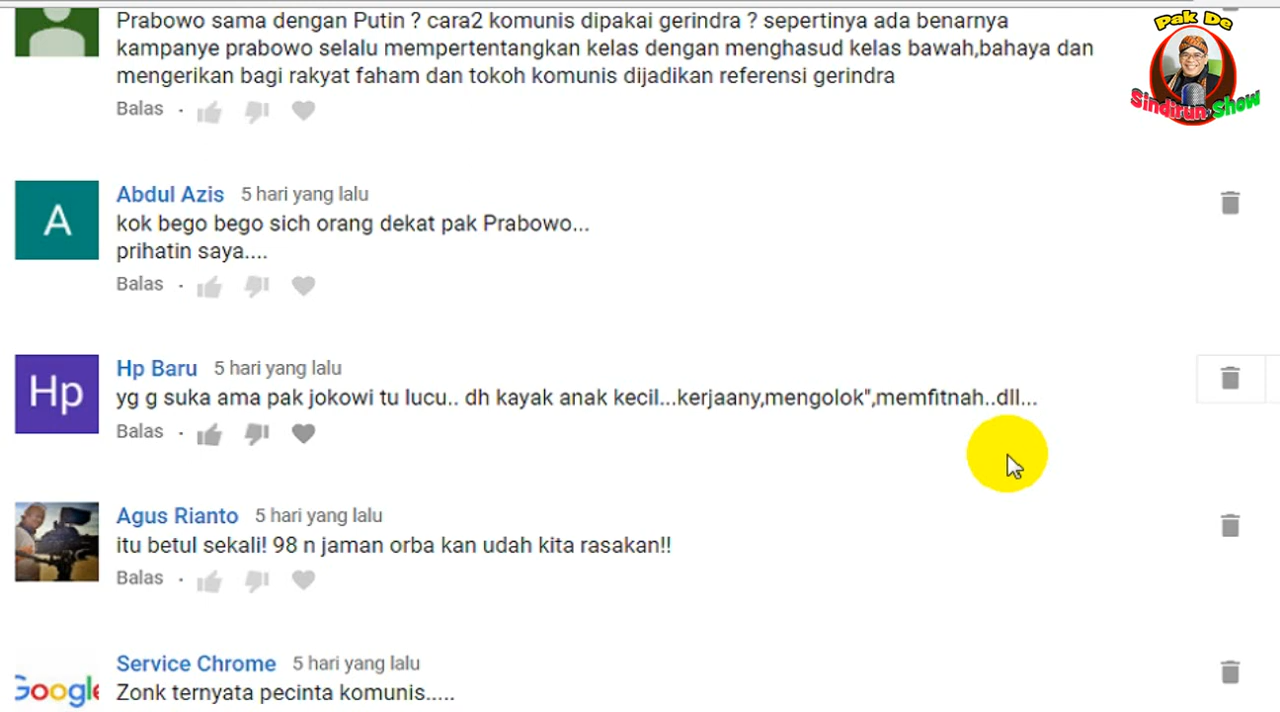 Prabowo sama dengan Putin ? cara2 komunis dipakai gerindra ? sepertinya ada benarnya
kampanye prabowo selalu mempertentangkan kelas dengan menghasud kelas bawah,bahaya dan
mengerikan bagi rakyat faham dan tokoh komunis dijadikan referensi gerindra
Balas
Pak De
Sindirun Show
A
Abdul Azis 5 hari yang lalu
kok bego bego sich orang dekat pak Prabowo...
prihatin saya....
Balas
Hp
Hp Baru 5 hari yang lalu
yg g suka ama pak jokowi tu lucu.. dh kayak anak kecil...kerjaany,mengolok",memfitnah..dll...
Balas
Agus Rianto 5 hari yang lalu
itu betul sekali! 98 n jaman orba kan udah kita rasakan!!
Balas
Google
Service Chrome 5 hari yang lalu
Zonk ternyata pecinta komunis.....